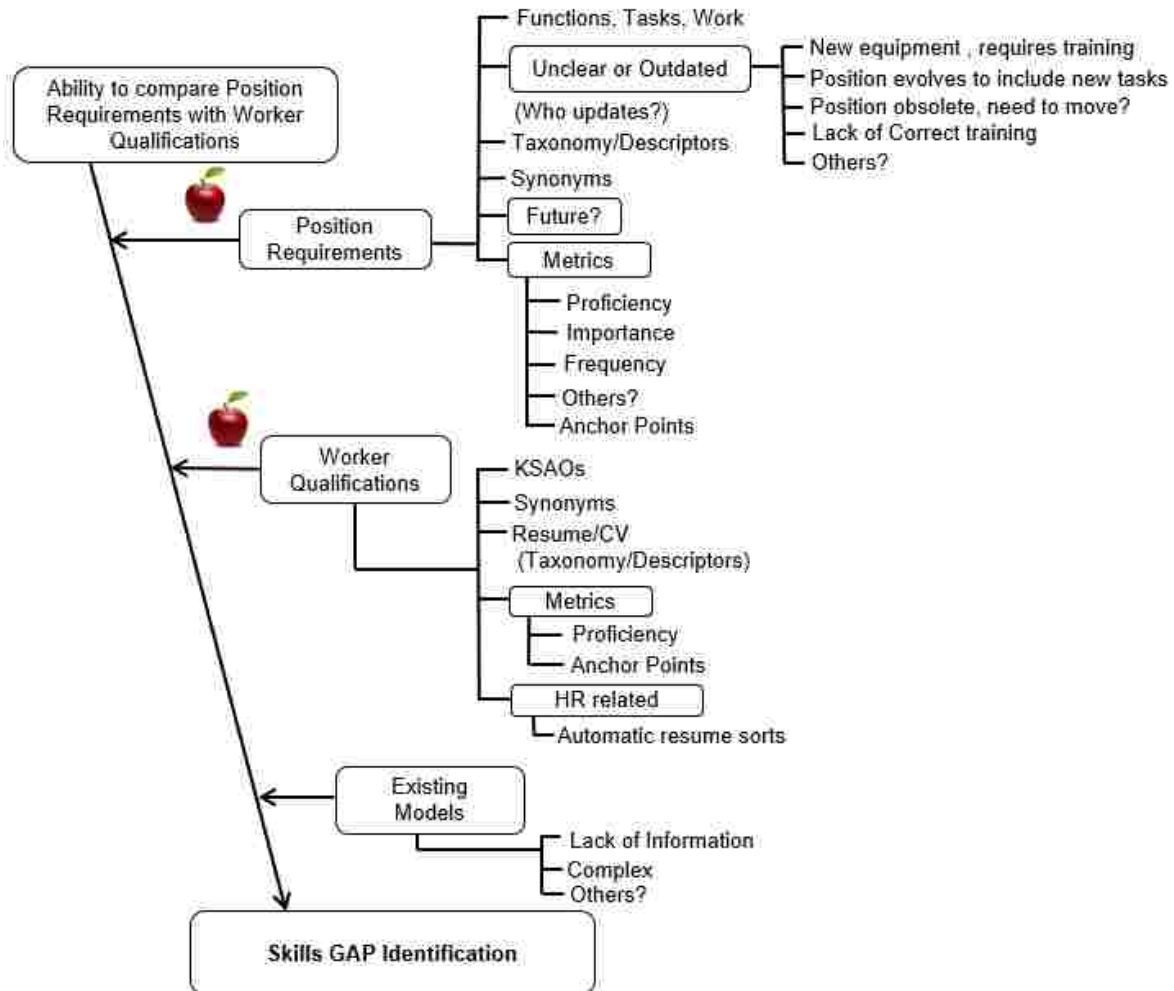 Ability to compare Position
Requirements with Worker
Qualifications
Functions, Tasks, Work
Unclear or Outdated
(Who updates?)
New equipment , requires training
Position evolves to include new tasks
Position obsolete, need to move?
Lack of Correct training
Others?
Taxonomy/Descriptors
Synonyms
Position
Requirements
Future?
Metrics
Proficiency
Importance
Frequency
Others?
Anchor Points
Worker
Qualifications
KSAOs
Synonyms
Resume/CV
(Taxonomy/Descriptors)
Metrics
Proficiency
Anchor Points
HR related
Automatic resume sorts
Existing
Models
Lack of Information
Complex
Others?
Skills GAP Identification